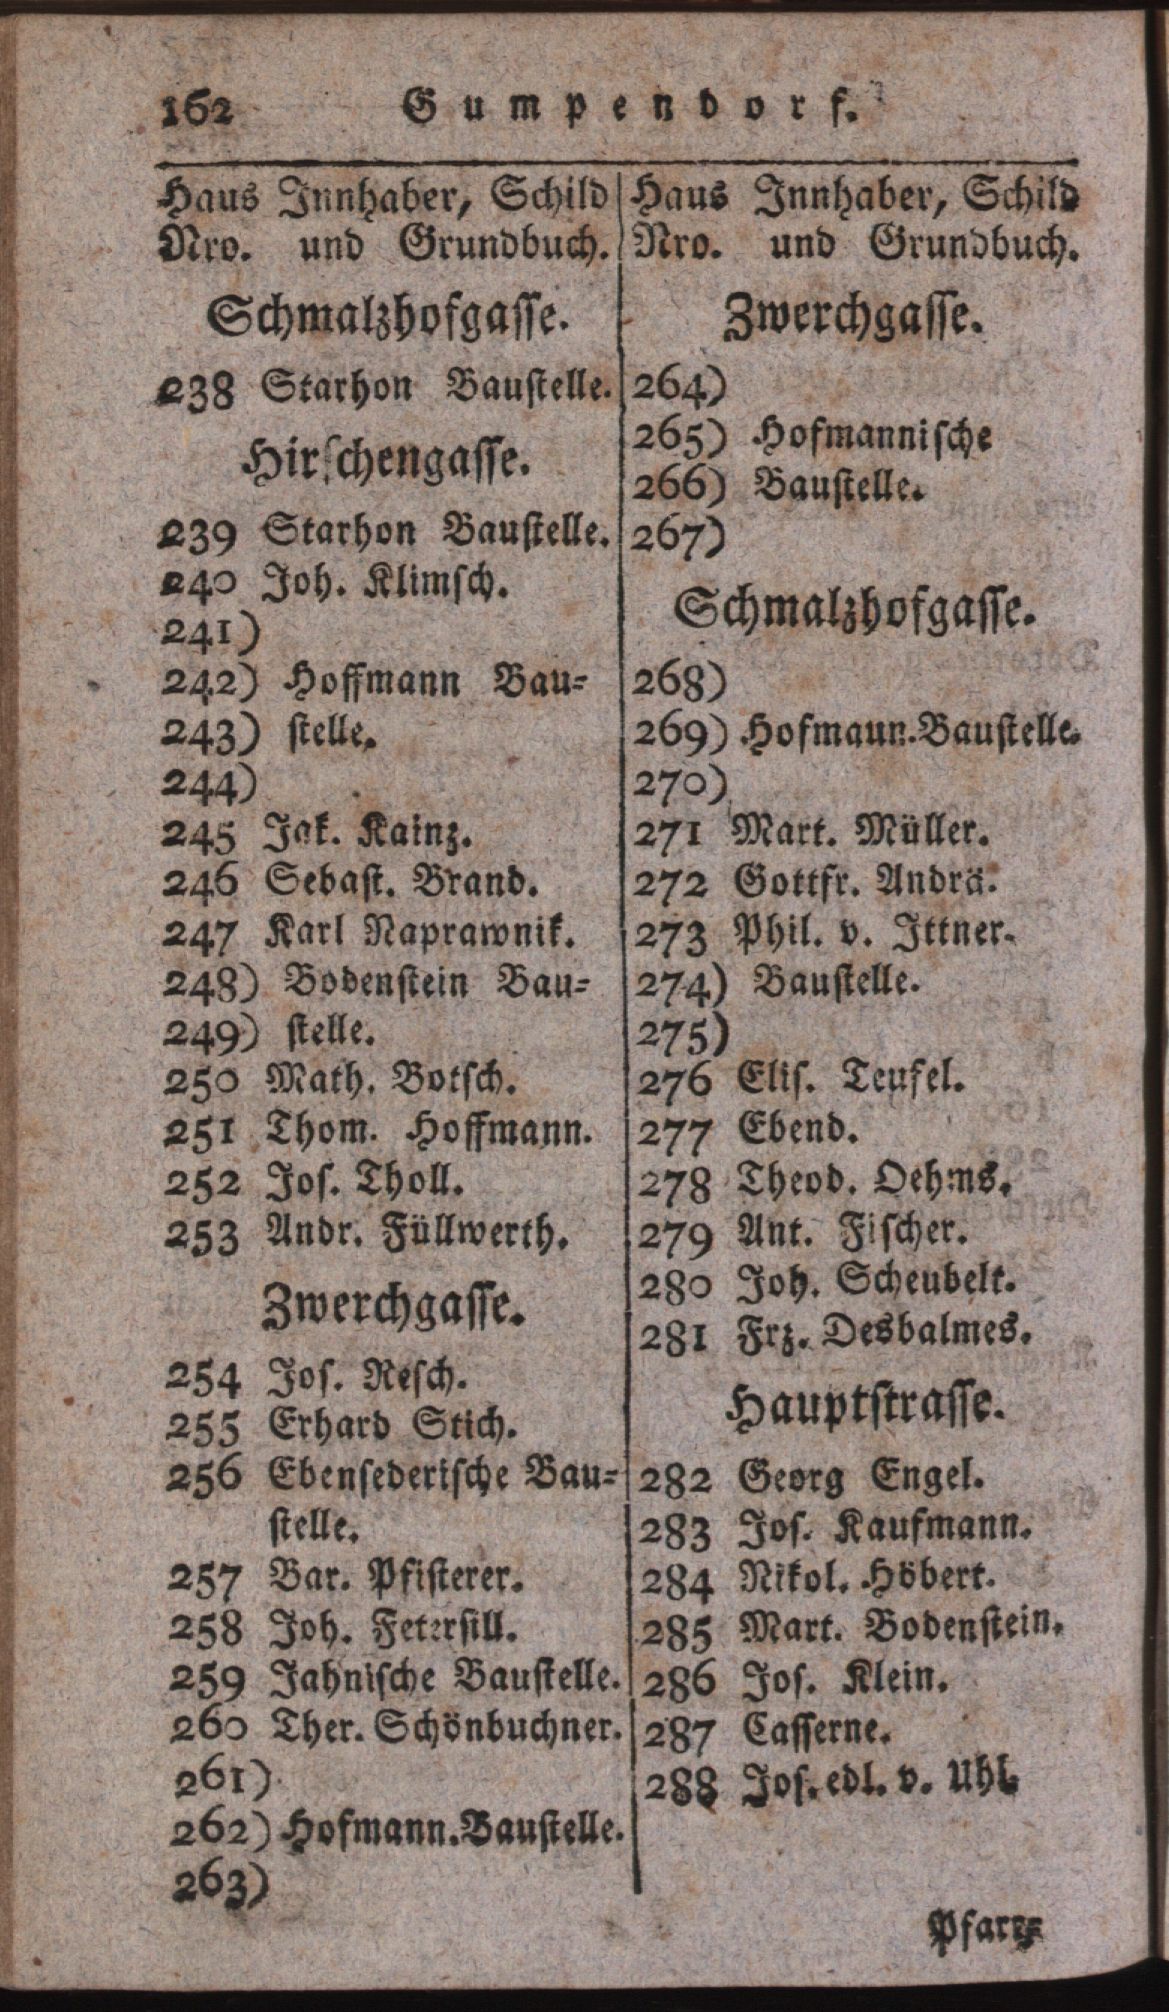 162 Gumpendorf.
Haus Innhaber, Schild
Nro. und Grundbuch.
Schmalzhofgasse.
238 Starhon Baustelle.
Hirschengasse.
239 Starhon Baustelle.
240 Joh. Klimsch.
241)
242) Hoffmann Bau-
243) stelle.
244)
245 Jak. Kainz.
246 Sebast. Brand.
247 Karl Naprawnik.
248) Bodenstein Bau-
249) stelle.
250 Math. Botsch.
251 Thom. Hoffmann.
252 Jos. Tholl.
253 Andr. Füllwerth.
Zwerchgasse.
254 Jos. Resch.
255 Erhard Stich.
256 Ebensederische Bau-
stelle.
257 Bar. Pfisterer.
258 Joh. Fetersill.
259 Jahnische Baustelle.
260 Ther. Schönbuchner.
261)
262) Hofmann.Baustelle.
263)
Haus Innhaber, Schild
Nro. und Grundbuch.
Zwerchgasse.
264)
265) Hofmannische
266) Baustelle.
267)
Schmalzhofgasse.
268)
269) Hofmann.Baustelle.
270)
271 Mart. Müller.
272 Gottfr. Andrä.
273 Phil. v. Ittner.
274) Baustelle.
275)
276 Elis. Teufel.
277 Ebend.
278 Theod. Oehms.
279 Ant. Fischer.
280 Joh. Scheubelt.
281 Frz. Desbalmes.
Hauptstrasse.
282 Georg Engel.
283 Jos. Kaufmann.
284 Nikol. Höbert.
285 Mart. Bodenstein.
286 Jos. Klein.
287 Casserne.
288 Jos. edl. v. Uhl.
Pfarr-